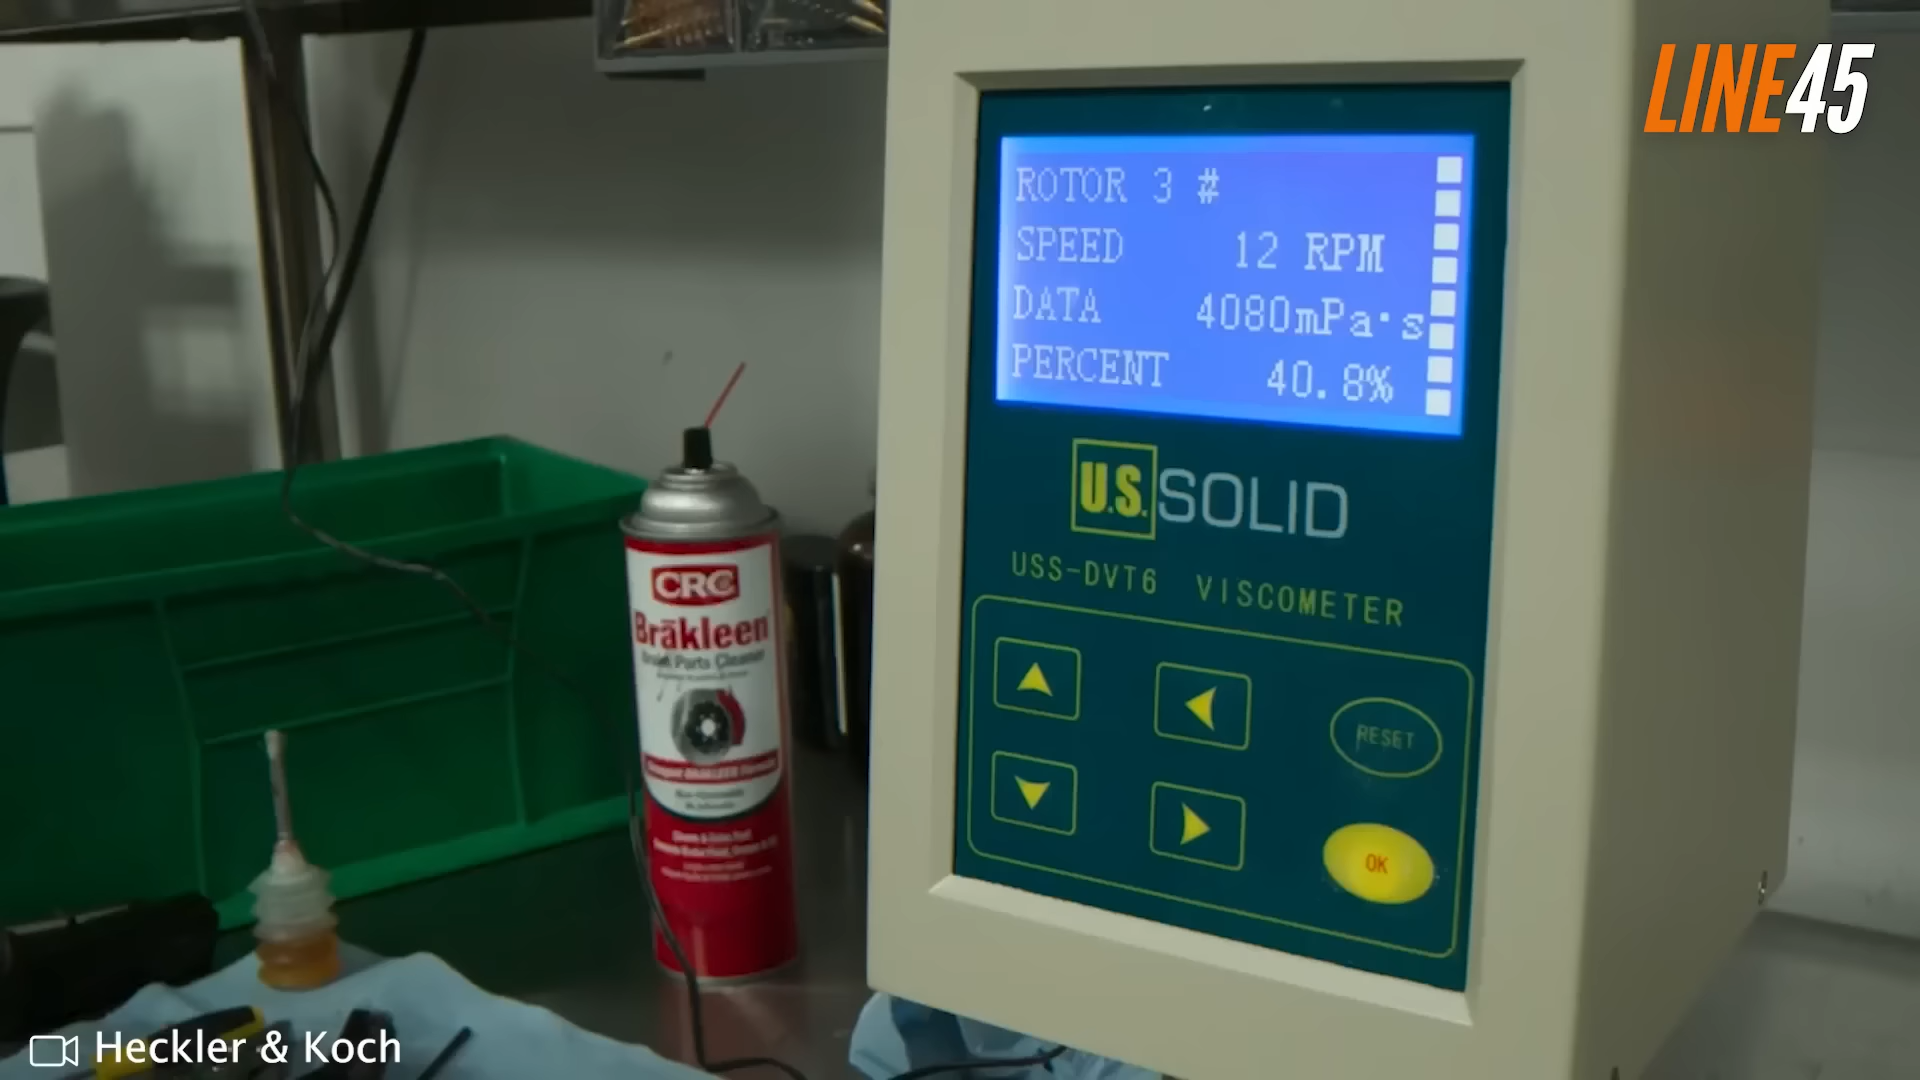 LINE45
ROTOR 3 #
SPEED 12 RPM
DATA 4080mPa·s
PERCENT 40.8%
U.S. SOLID
USS-DVT6 VISCOMETER
RESET
OK
CRC
Brākleen
Brake Parts Cleaner
Heckler & Koch